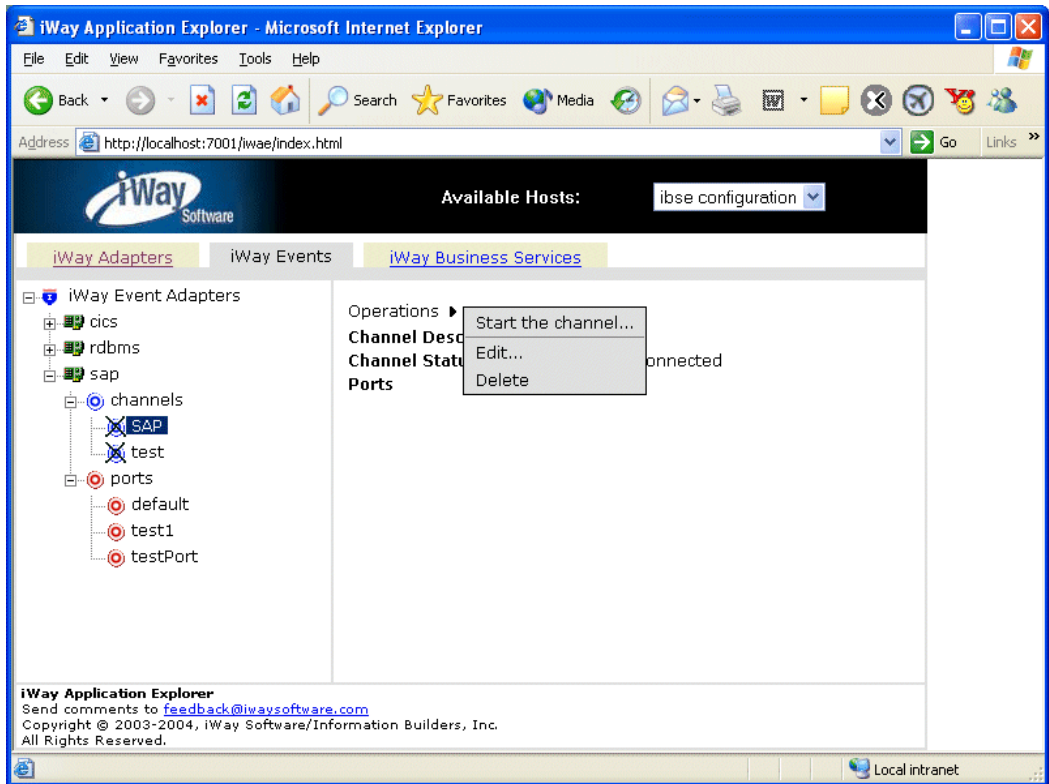 iWay Application Explorer - Microsoft Internet Explorer
File Edit View Favorites Tools Help
Back Search Favorites Media
Address http://localhost:7001/iwae/index.html Go Links »
iWay Software Available Hosts: ibse configuration
iWay Adapters iWay Events iWay Business Services
iWay Event Adapters
cics
rdbms
sap
channels
SAP
test
ports
default
test1
testPort
Operations
Channel Desc
Channel Statu onnected
Ports
Start the channel...
Edit...
Delete
iWay Application Explorer
Send comments to feedback@iwaysoftware.com
Copyright © 2003-2004, iWay Software/Information Builders, Inc.
All Rights Reserved.
Local intranet